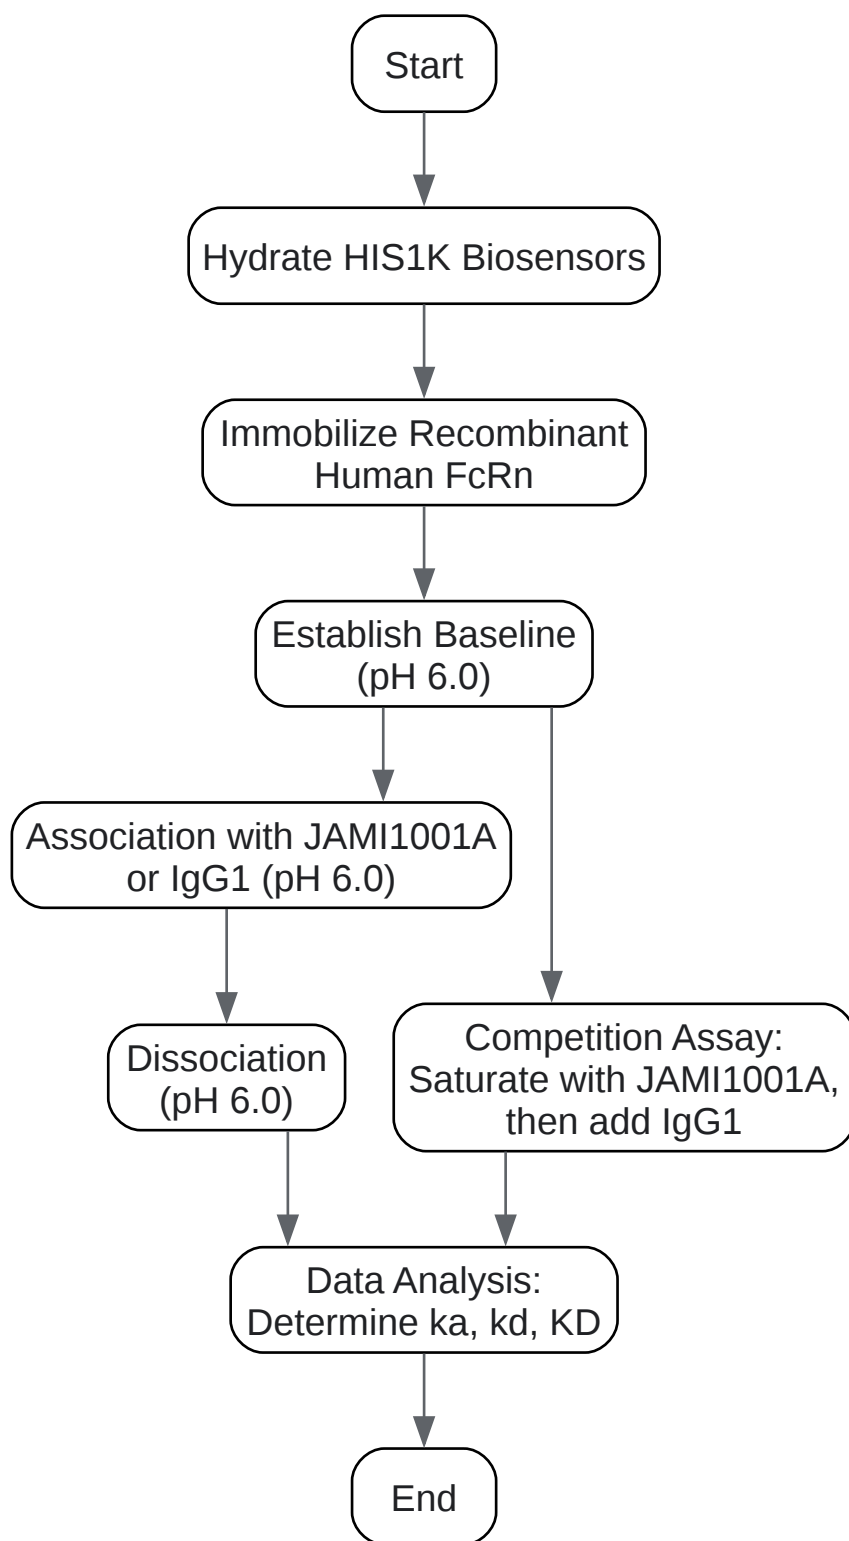 Start
Hydrate HIS1K Biosensors
Immobilize Recombinant
Human FcRn
Establish Baseline
(pH 6.0)
Association with JAMI1001A
or IgG1 (pH 6.0)
Dissociation
(pH 6.0)
Competition Assay:
Saturate with JAMI1001A,
then add IgG1
Data Analysis:
Determine ka, kd, KD
End